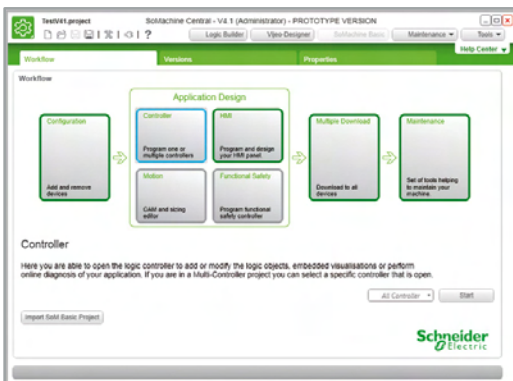 TestV41.project
SoMachine Central - V4.1 (Administrator) - PROTOTYPE VERSION
Logic Builder
Vijeo-Designer
SoMachine Basic
Maintenance
Tools
Help Center
Workflow
Versions
Properties
Workflow
Application Design
Configuration
Add and remove
devices
Controller
Program one or
multiple controllers
HMI
Program and design
your HMI panel
Motion
CAM and sizing
editor
Functional Safety
Program functional
safety controller
Multiple Download
Download to all
devices
Maintenance
Set of tools helping
to maintain your
machine
Controller
Here you are able to open the logic controller to add or modify the logic objects, embedded visualisations or perform
online diagnosis of your application. If you are in a Multi-Controller project you can select a specific controller that is open.
All Controller
Start
Import SoM Basic Project
Schneider
Electric